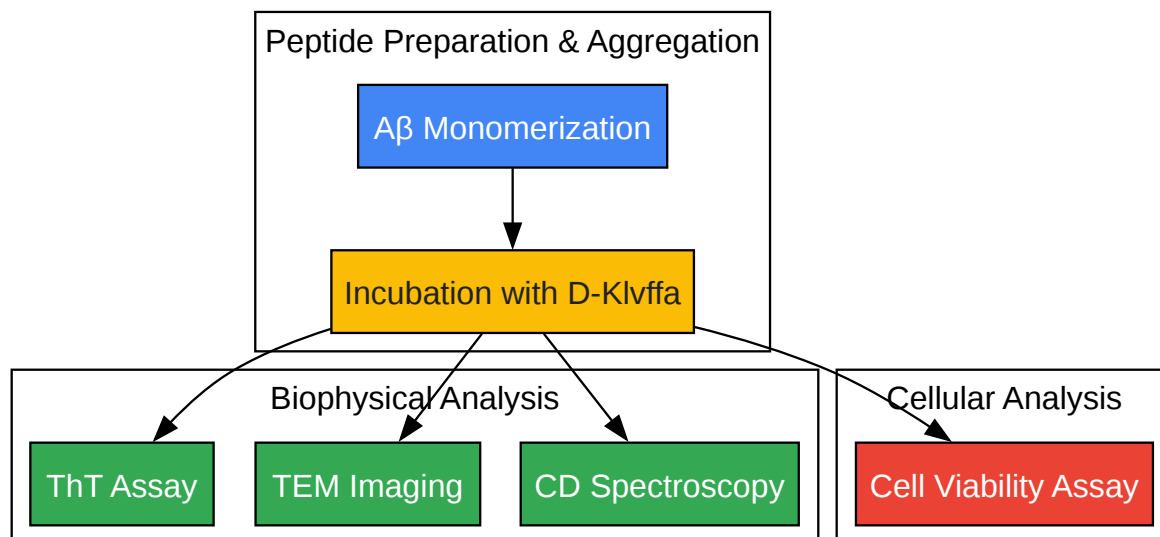 Peptide Preparation & Aggregation
Aβ Monomerization
Incubation with D-Klvffa
Biophysical Analysis
Cellular Analysis
ThT Assay
TEM Imaging
CD Spectroscopy
Cell Viability Assay